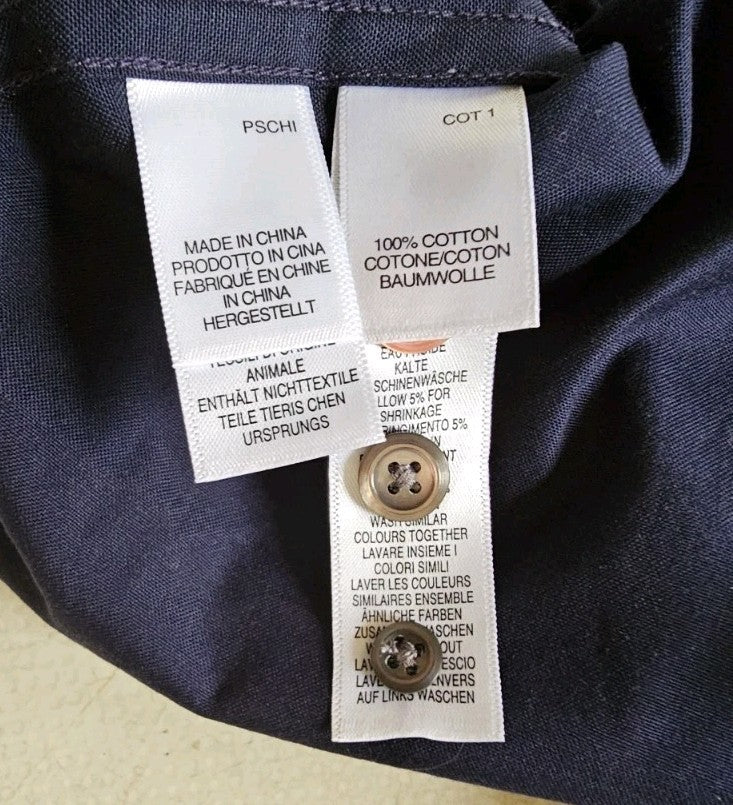 PSCHI
MADE IN CHINA
PRODOTTO IN CINA
FABRIQUÉ EN CHINE
IN CHINA
HERGESTELLT
ANIMALE
ENTHÄLT NICHTTEXTILE
TEILE TIERIS CHEN
URSPRUNGS
COT 1
100% COTTON
COTONE/COTON
BAUMWOLLE
KALTE
SCHINENWÄSCHE
LLOW 5% FOR
SHRINKAGE
RINGIMENTO 5%
WASH SIMILAR
COLOURS TOGETHER
LAVARE INSIEME I
COLORI SIMILI
LAVER LES COULEURS
SIMILAIRES ENSEMBLE
ÄHNLICHE FARBEN
AUF LINKS WASCHEN